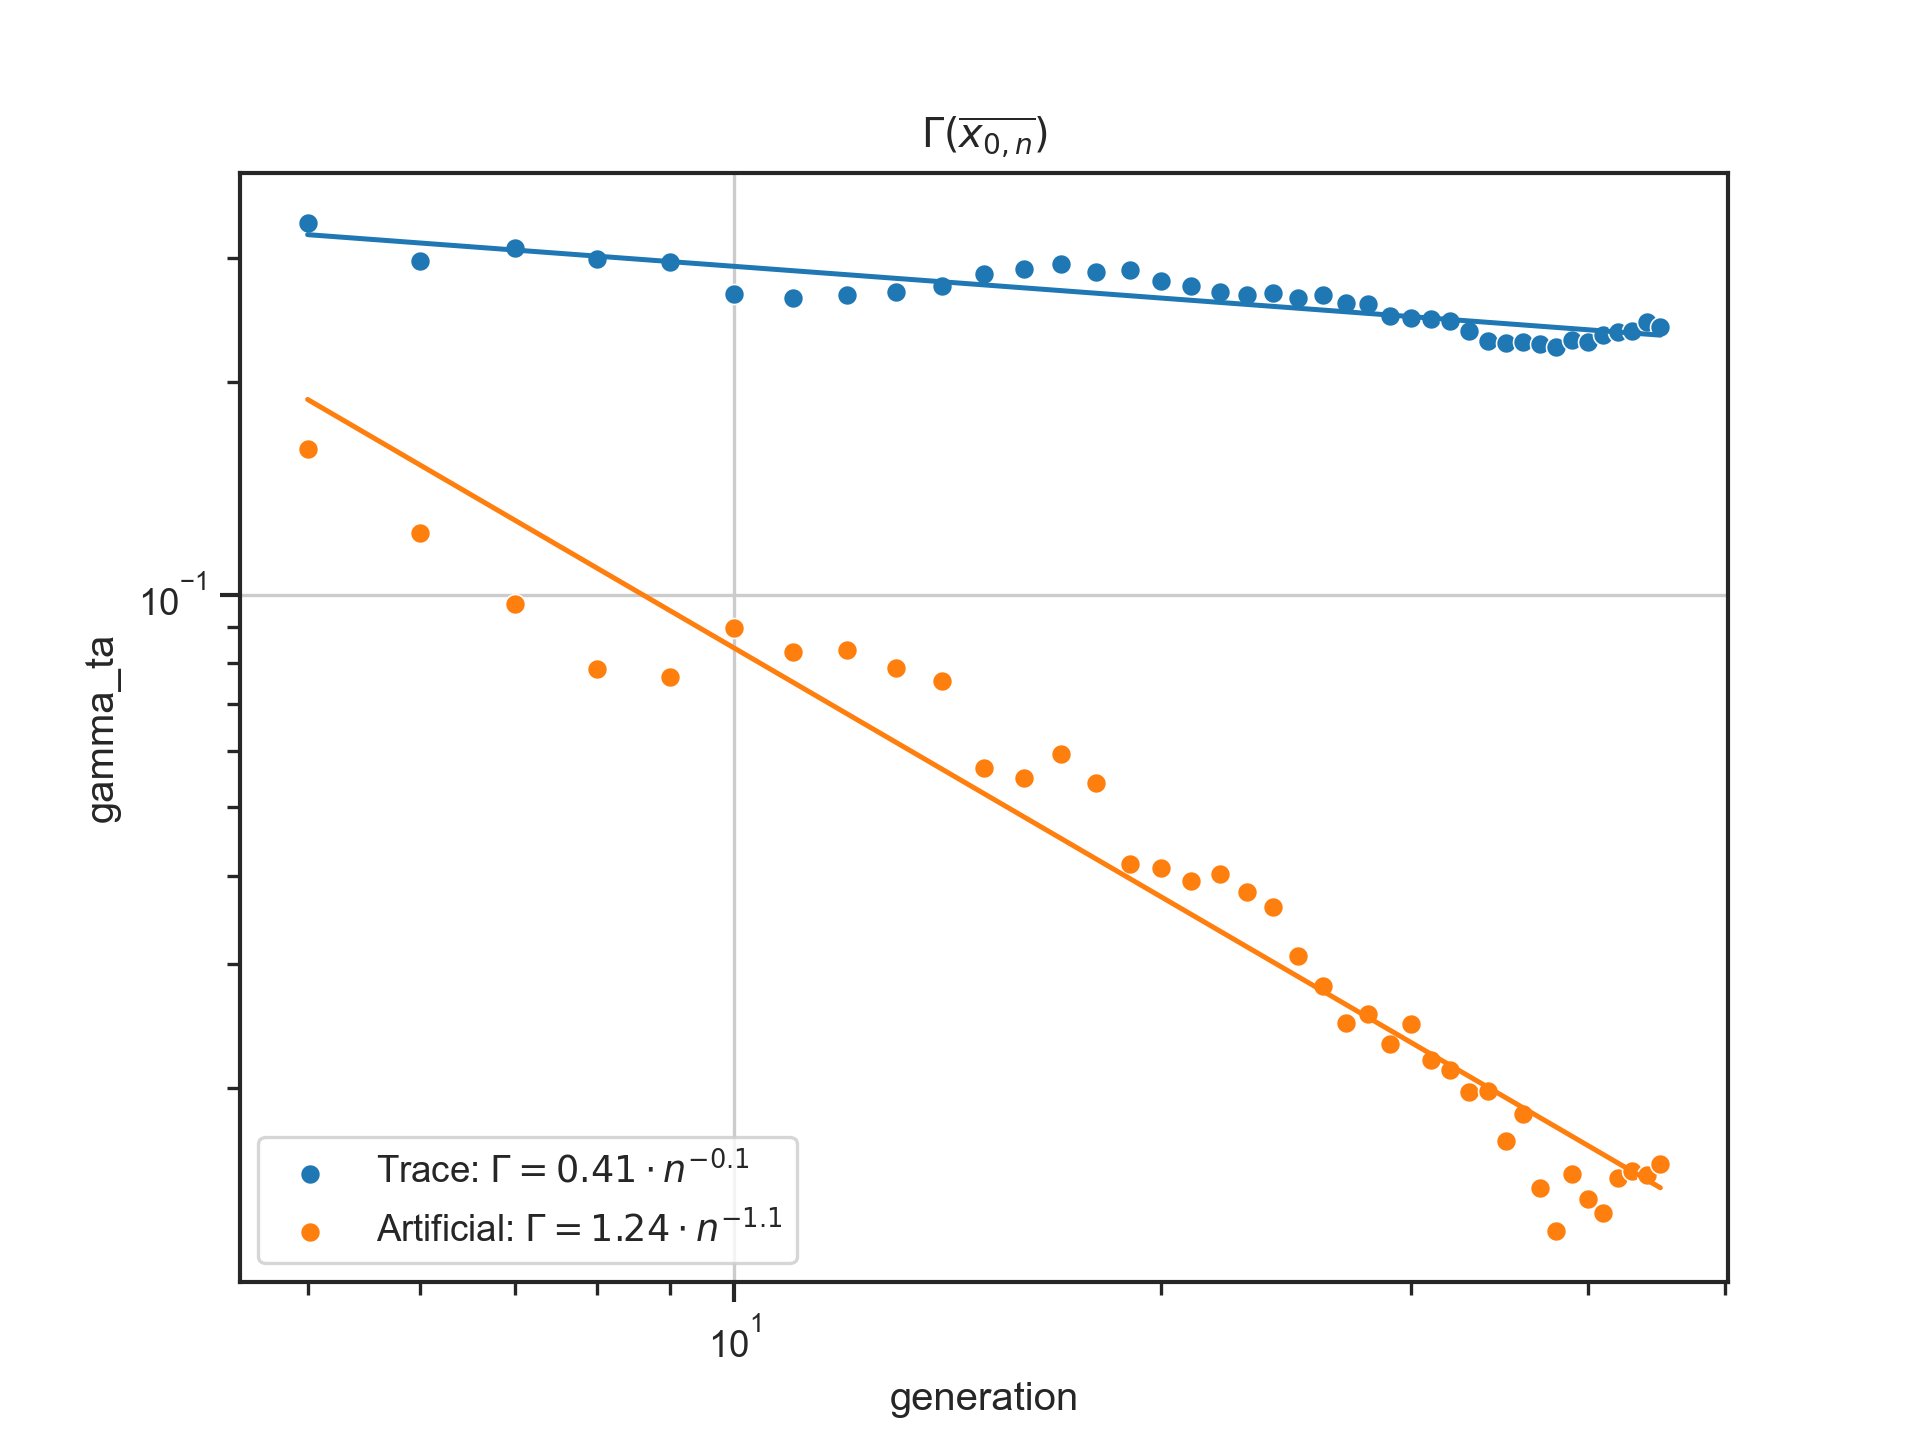 Γ(x̅₀,ₙ)
10⁻¹
gamma_ta
Trace: Γ = 0.41 · n⁻⁰·¹
Artificial: Γ = 1.24 · n⁻¹·¹
10¹
generation